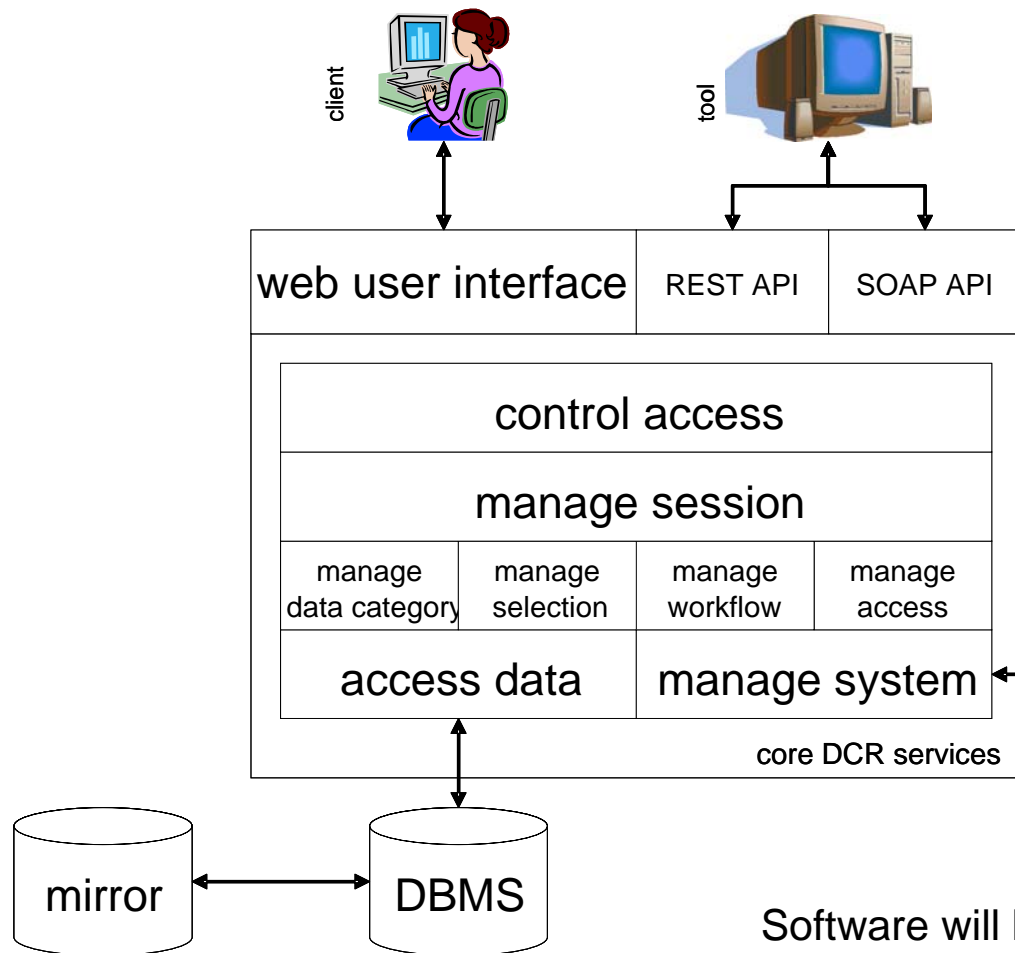 client
tool
web user interface
REST API
SOAP API
control access
manage session
manage
data category
manage
selection
manage
workflow
manage
access
access data
manage system
core DCR services
mirror
DBMS
Software will